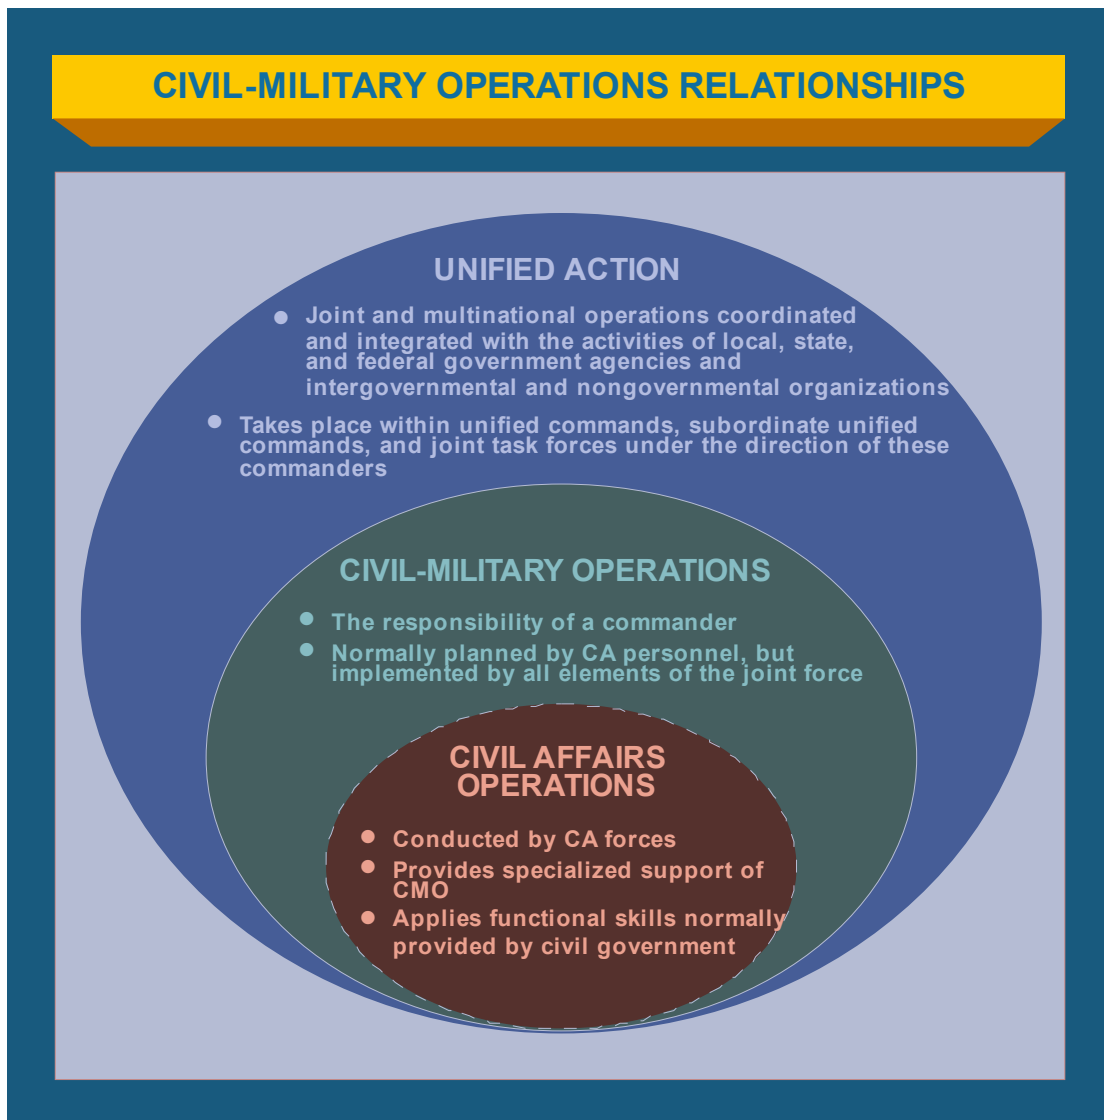 CIVIL-MILITARY OPERATIONS RELATIONSHIPS
UNIFIED ACTION
● Joint and multinational operations coordinated
and integrated with the activities of local, state,
and federal government agencies and
intergovernmental and nongovernmental organizations
● Takes place within unified commands, subordinate unified
commands, and joint task forces under the direction of these
commanders
CIVIL-MILITARY OPERATIONS
● The responsibility of a commander
● Normally planned by CA personnel, but
implemented by all elements of the joint force
CIVIL AFFAIRS
OPERATIONS
● Conducted by CA forces
● Provides specialized support of
CMO
● Applies functional skills normally
provided by civil government